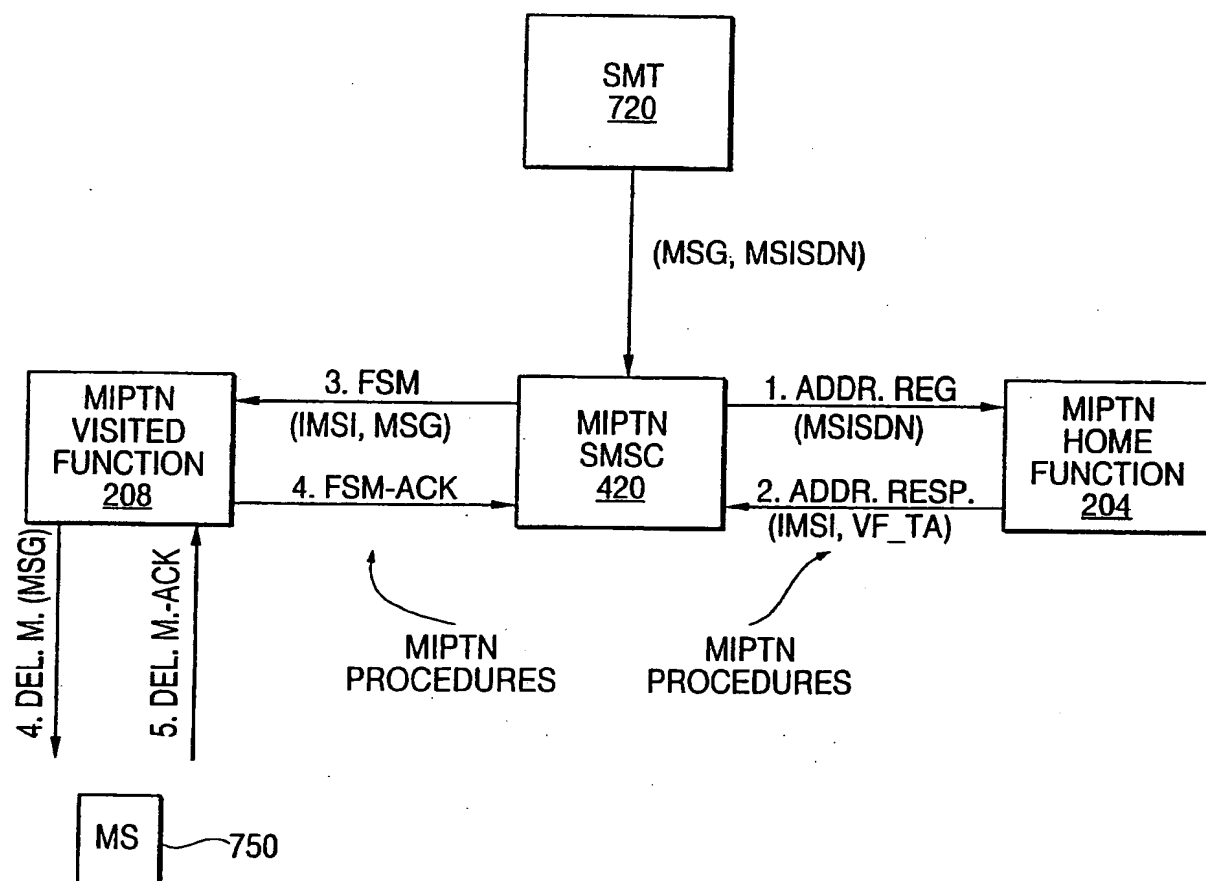 SMT
720
(MSG, MSISDN)
MIPTN
VISITED
FUNCTION
208
3. FSM
(IMSI, MSG)
4. FSM-ACK
MIPTN
SMSC
420
1. ADDR. REG
(MSISDN)
2. ADDR. RESP.
(IMSI, VF_TA)
MIPTN
HOME
FUNCTION
204
4. DEL. M. (MSG)
5. DEL. M.-ACK
MIPTN
PROCEDURES
MIPTN
PROCEDURES
MS
750